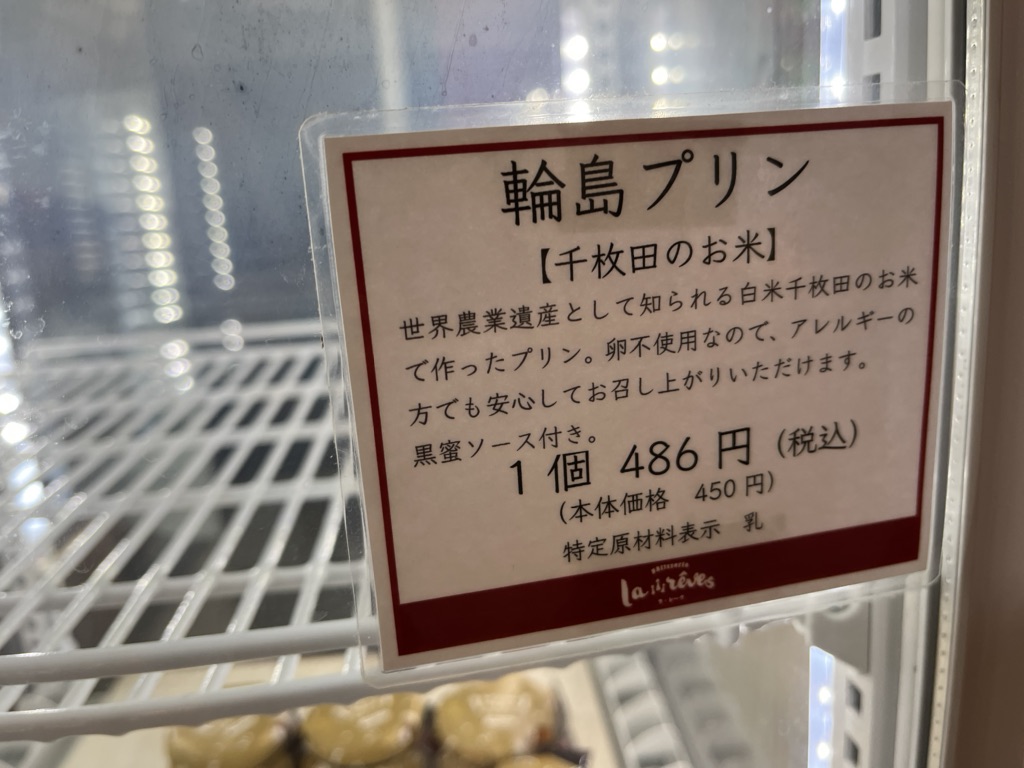 輪島プリン
【千枚田のお米】
世界農業遺産として知られる白米千枚田のお米
で作ったプリン。卵不使用なので、アレルギーの
方でも安心してお召し上がりいただけます。
黒蜜ソース付き。
1個 486円(税込)
(本体価格 450円)
特定原材料表示 乳
rêves